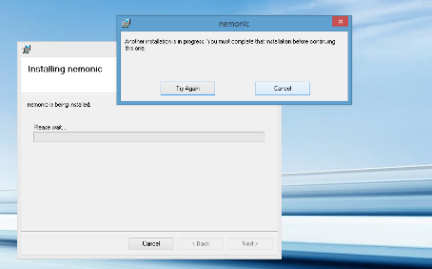 nemonic
Another installation is in progress. You must complete that installation before continuing
this one.
Try Again
Cancel
Installing nemonic
nemonic is being installed.
Please wait...
Cancel
< Back
Next >